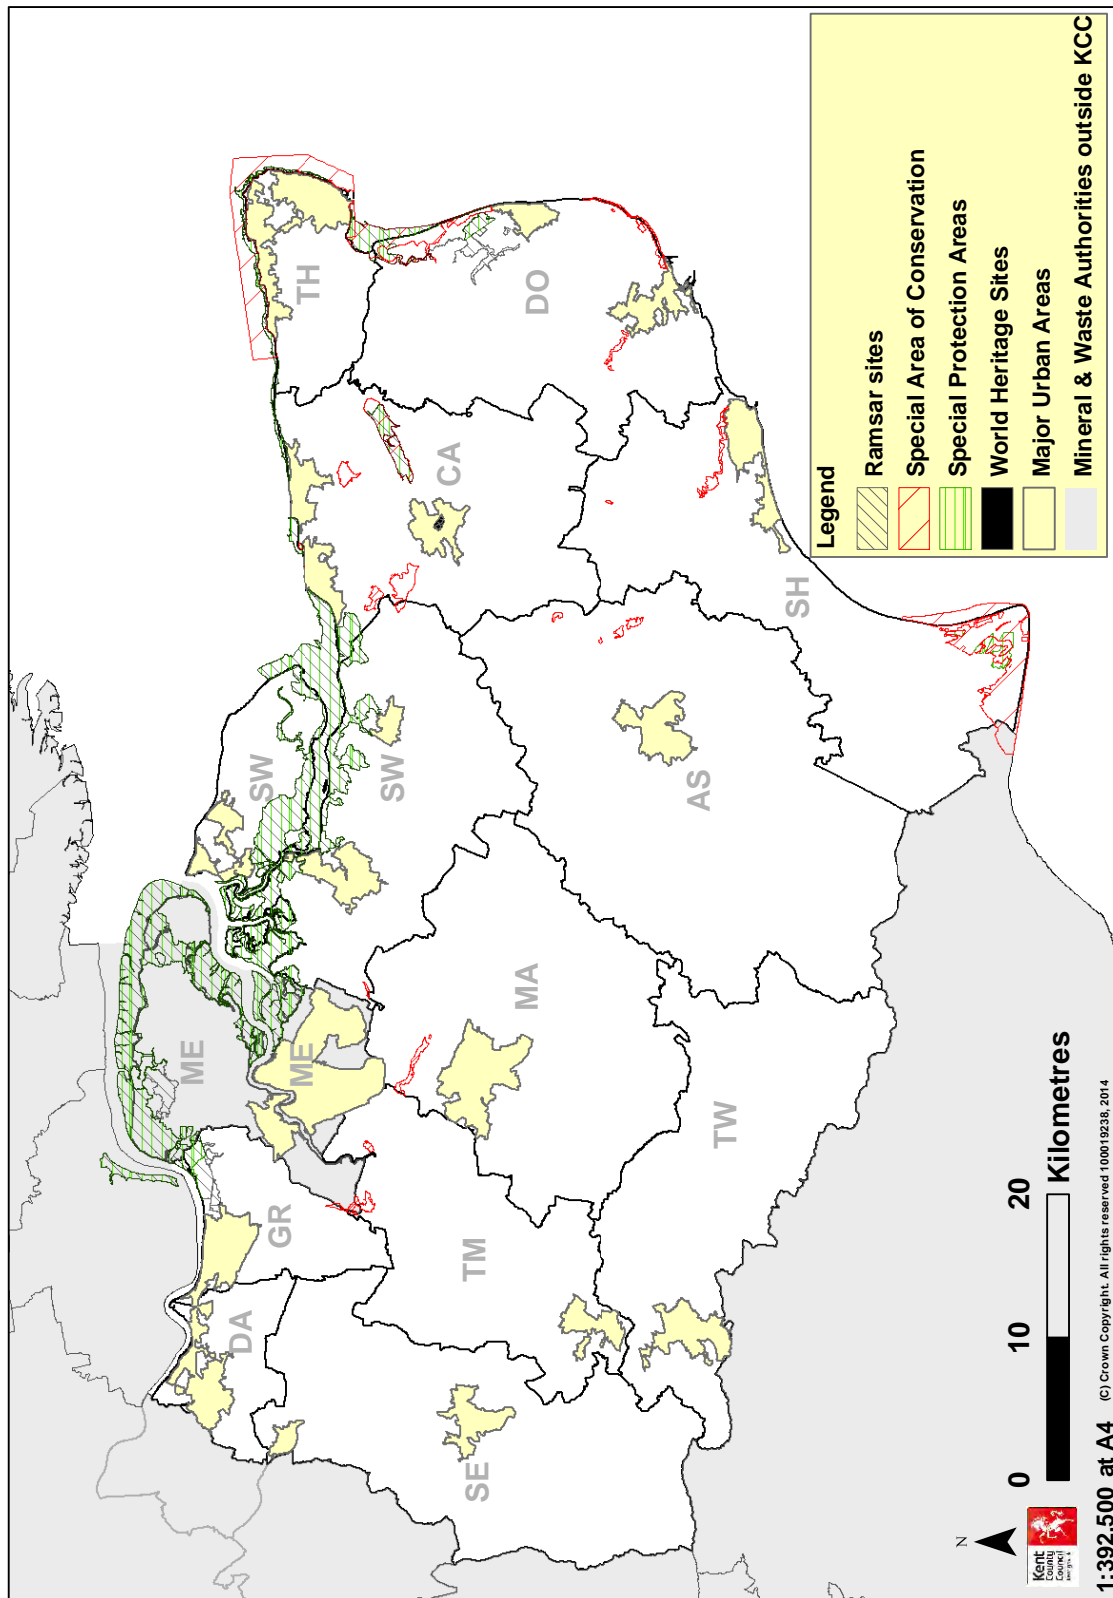 TH
DO
CA
SH
SW
SW
AS
ME
ME
MA
GR
TM
TW
DA
SE
Legend
Ramsar sites
Special Area of Conservation
Special Protection Areas
World Heritage Sites
Major Urban Areas
Mineral & Waste Authorities outside KCC
N
Kent
County
Council
0 10 20
Kilometres
1:392,500 at A4 (C) Crown Copyright. All rights reserved 100019238, 2014